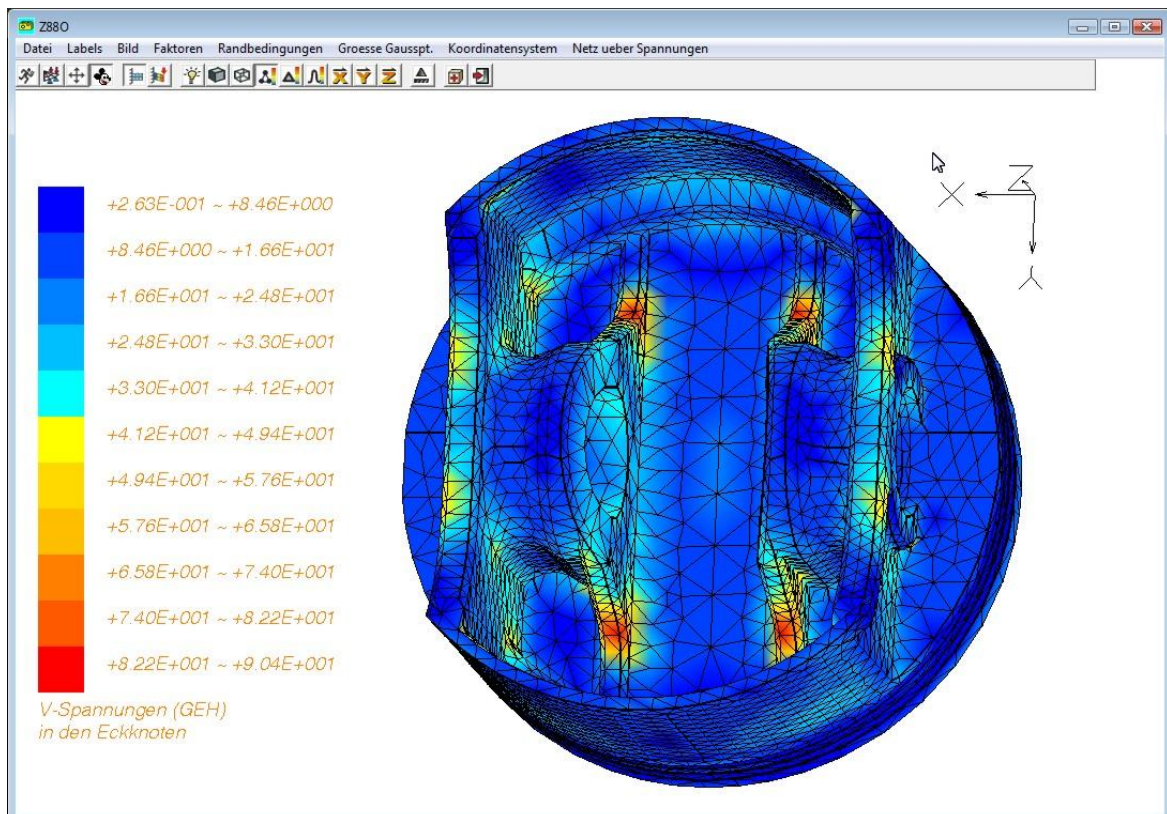 Z88O
Datei Labels Bild Faktoren Randbedingungen Groesse Gausspt. Koordinatensystem Netz ueber Spannungen
X Y Z
Z
X
Y
+2.63E-001 ~ +8.46E+000
+8.46E+000 ~ +1.66E+001
+1.66E+001 ~ +2.48E+001
+2.48E+001 ~ +3.30E+001
+3.30E+001 ~ +4.12E+001
+4.12E+001 ~ +4.94E+001
+4.94E+001 ~ +5.76E+001
+5.76E+001 ~ +6.58E+001
+6.58E+001 ~ +7.40E+001
+7.40E+001 ~ +8.22E+001
+8.22E+001 ~ +9.04E+001
V-Spannungen (GEH)
in den Eckknoten